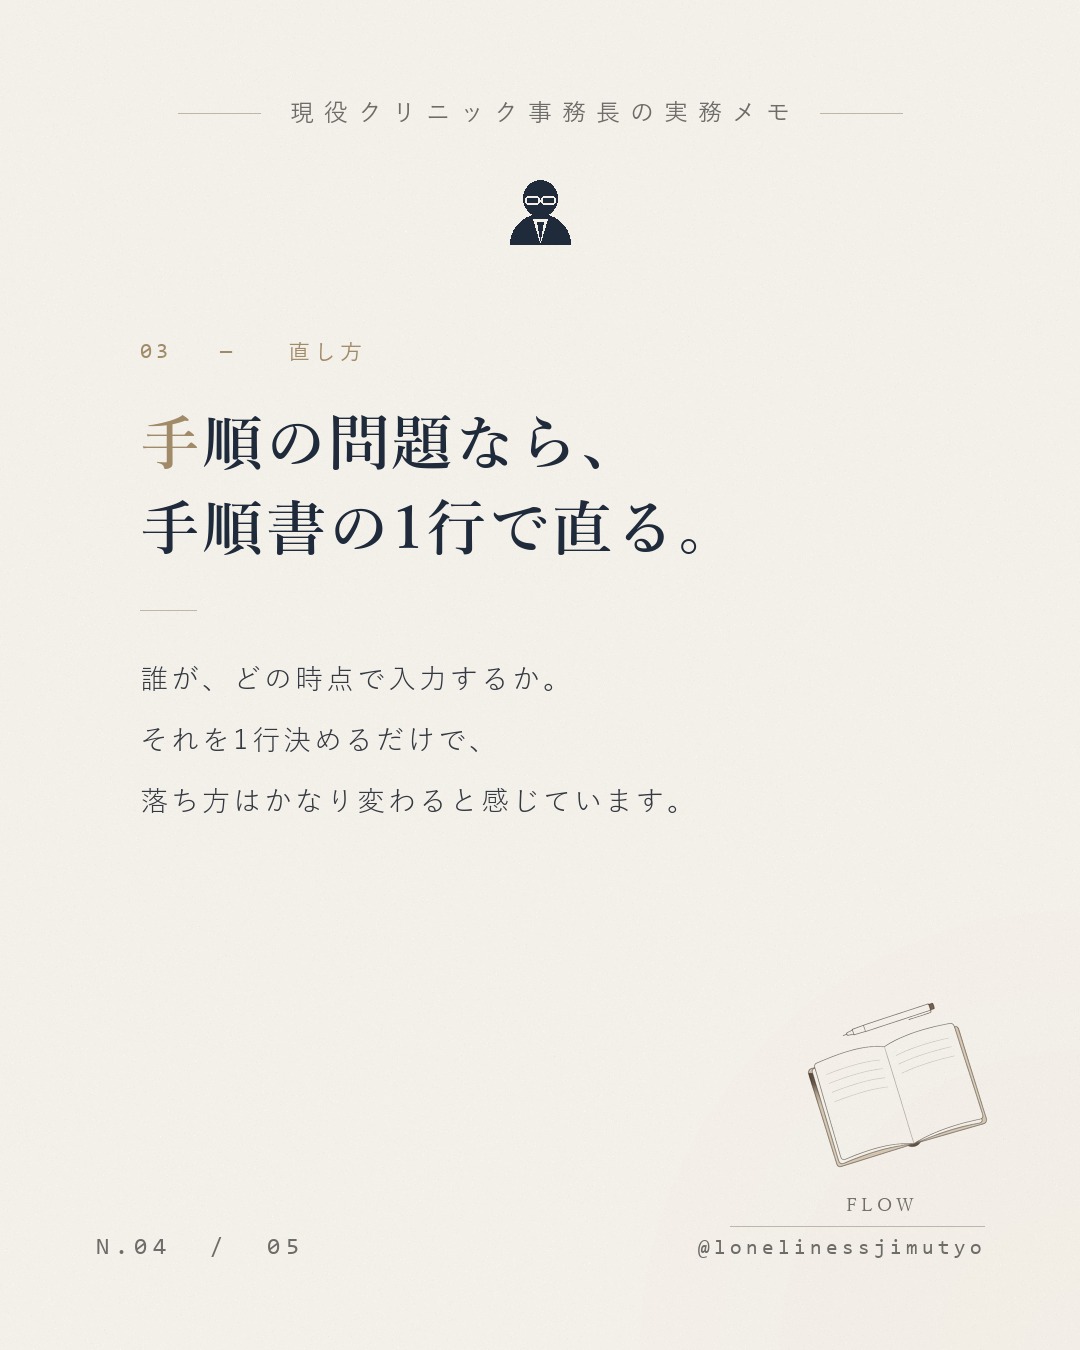 現役クリニック事務長の実務メモ
03 — 直し方
手順の問題なら、
手順書の1行で直る。
誰が、どの時点で入力するか。
それを1行決めるだけで、
落ち方はかなり変わると感じています。
FLOW
N.04 / 05
@lonelinessjimutyo